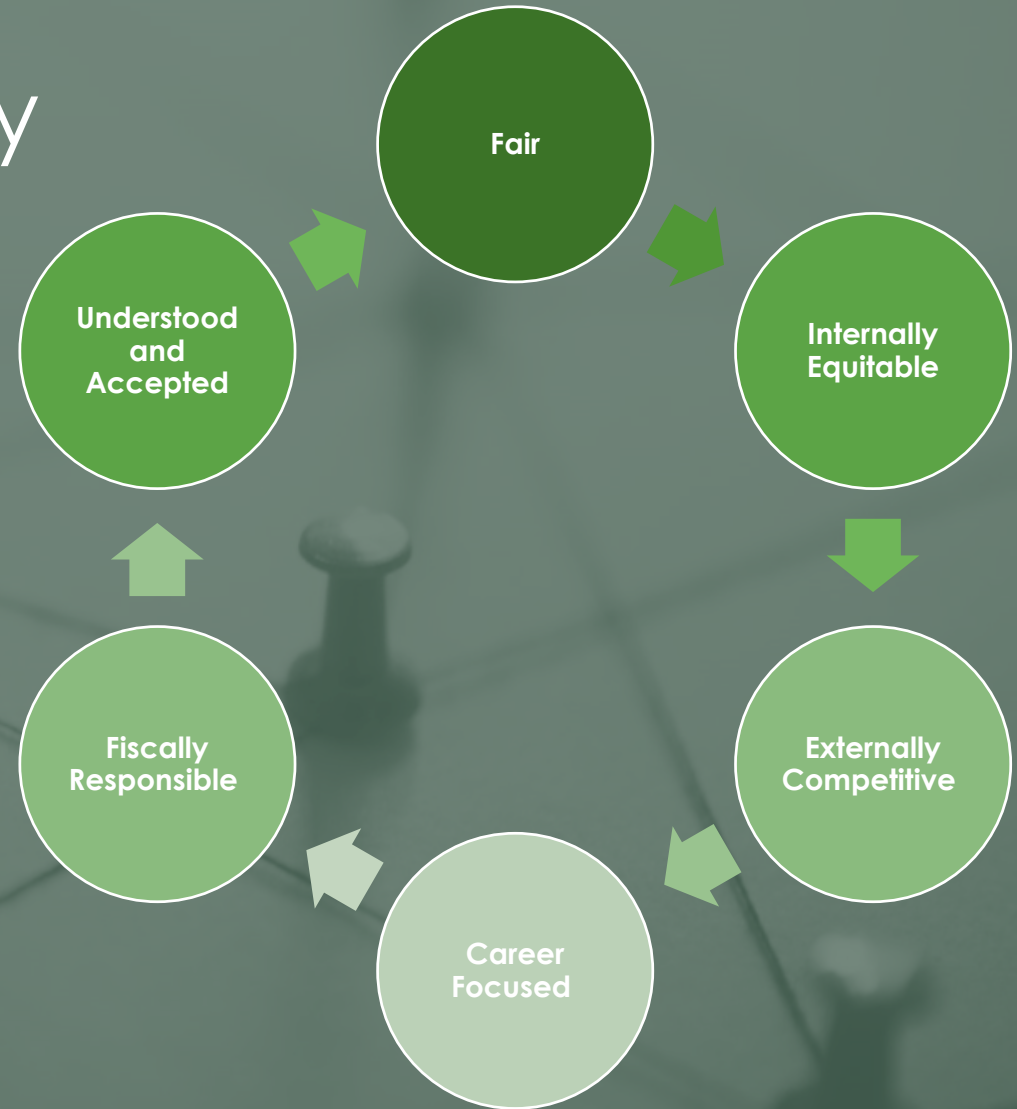 y
Fair
Internally
Equitable
Externally
Competitive
Career
Focused
Fiscally
Responsible
Understood
and
Accepted